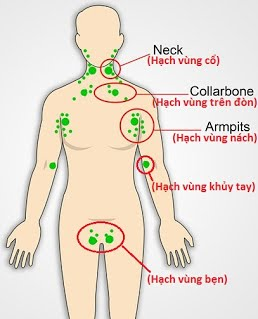 Neck
(Hạch vùng cổ)
Collarbone
(Hạch vùng trên đòn)
Armpits
(Hạch vùng nách)
(Hạch vùng khủy tay)
(Hạch vùng bẹn)